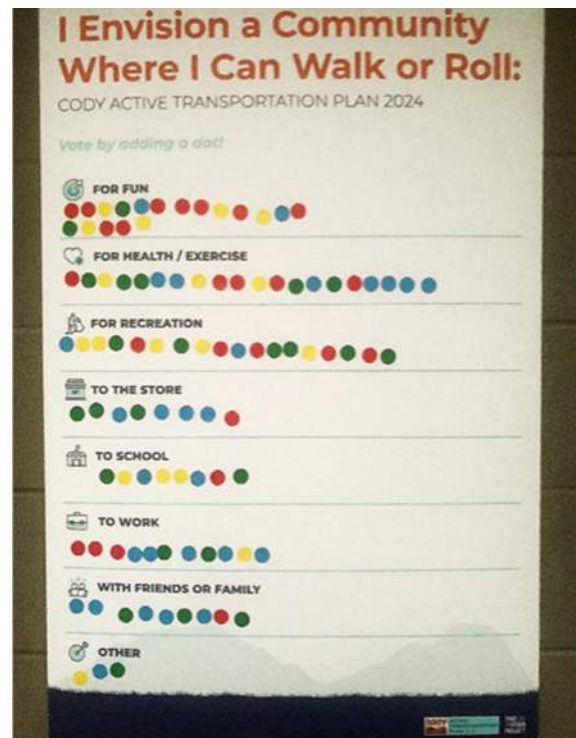 I Envision a Community
Where I Can Walk or Roll:
CODY ACTIVE TRANSPORTATION PLAN 2024
Vote by adding a dot!
FOR FUN
FOR HEALTH / EXERCISE
FOR RECREATION
TO THE STORE
TO SCHOOL
TO WORK
WITH FRIENDS OR FAMILY
OTHER